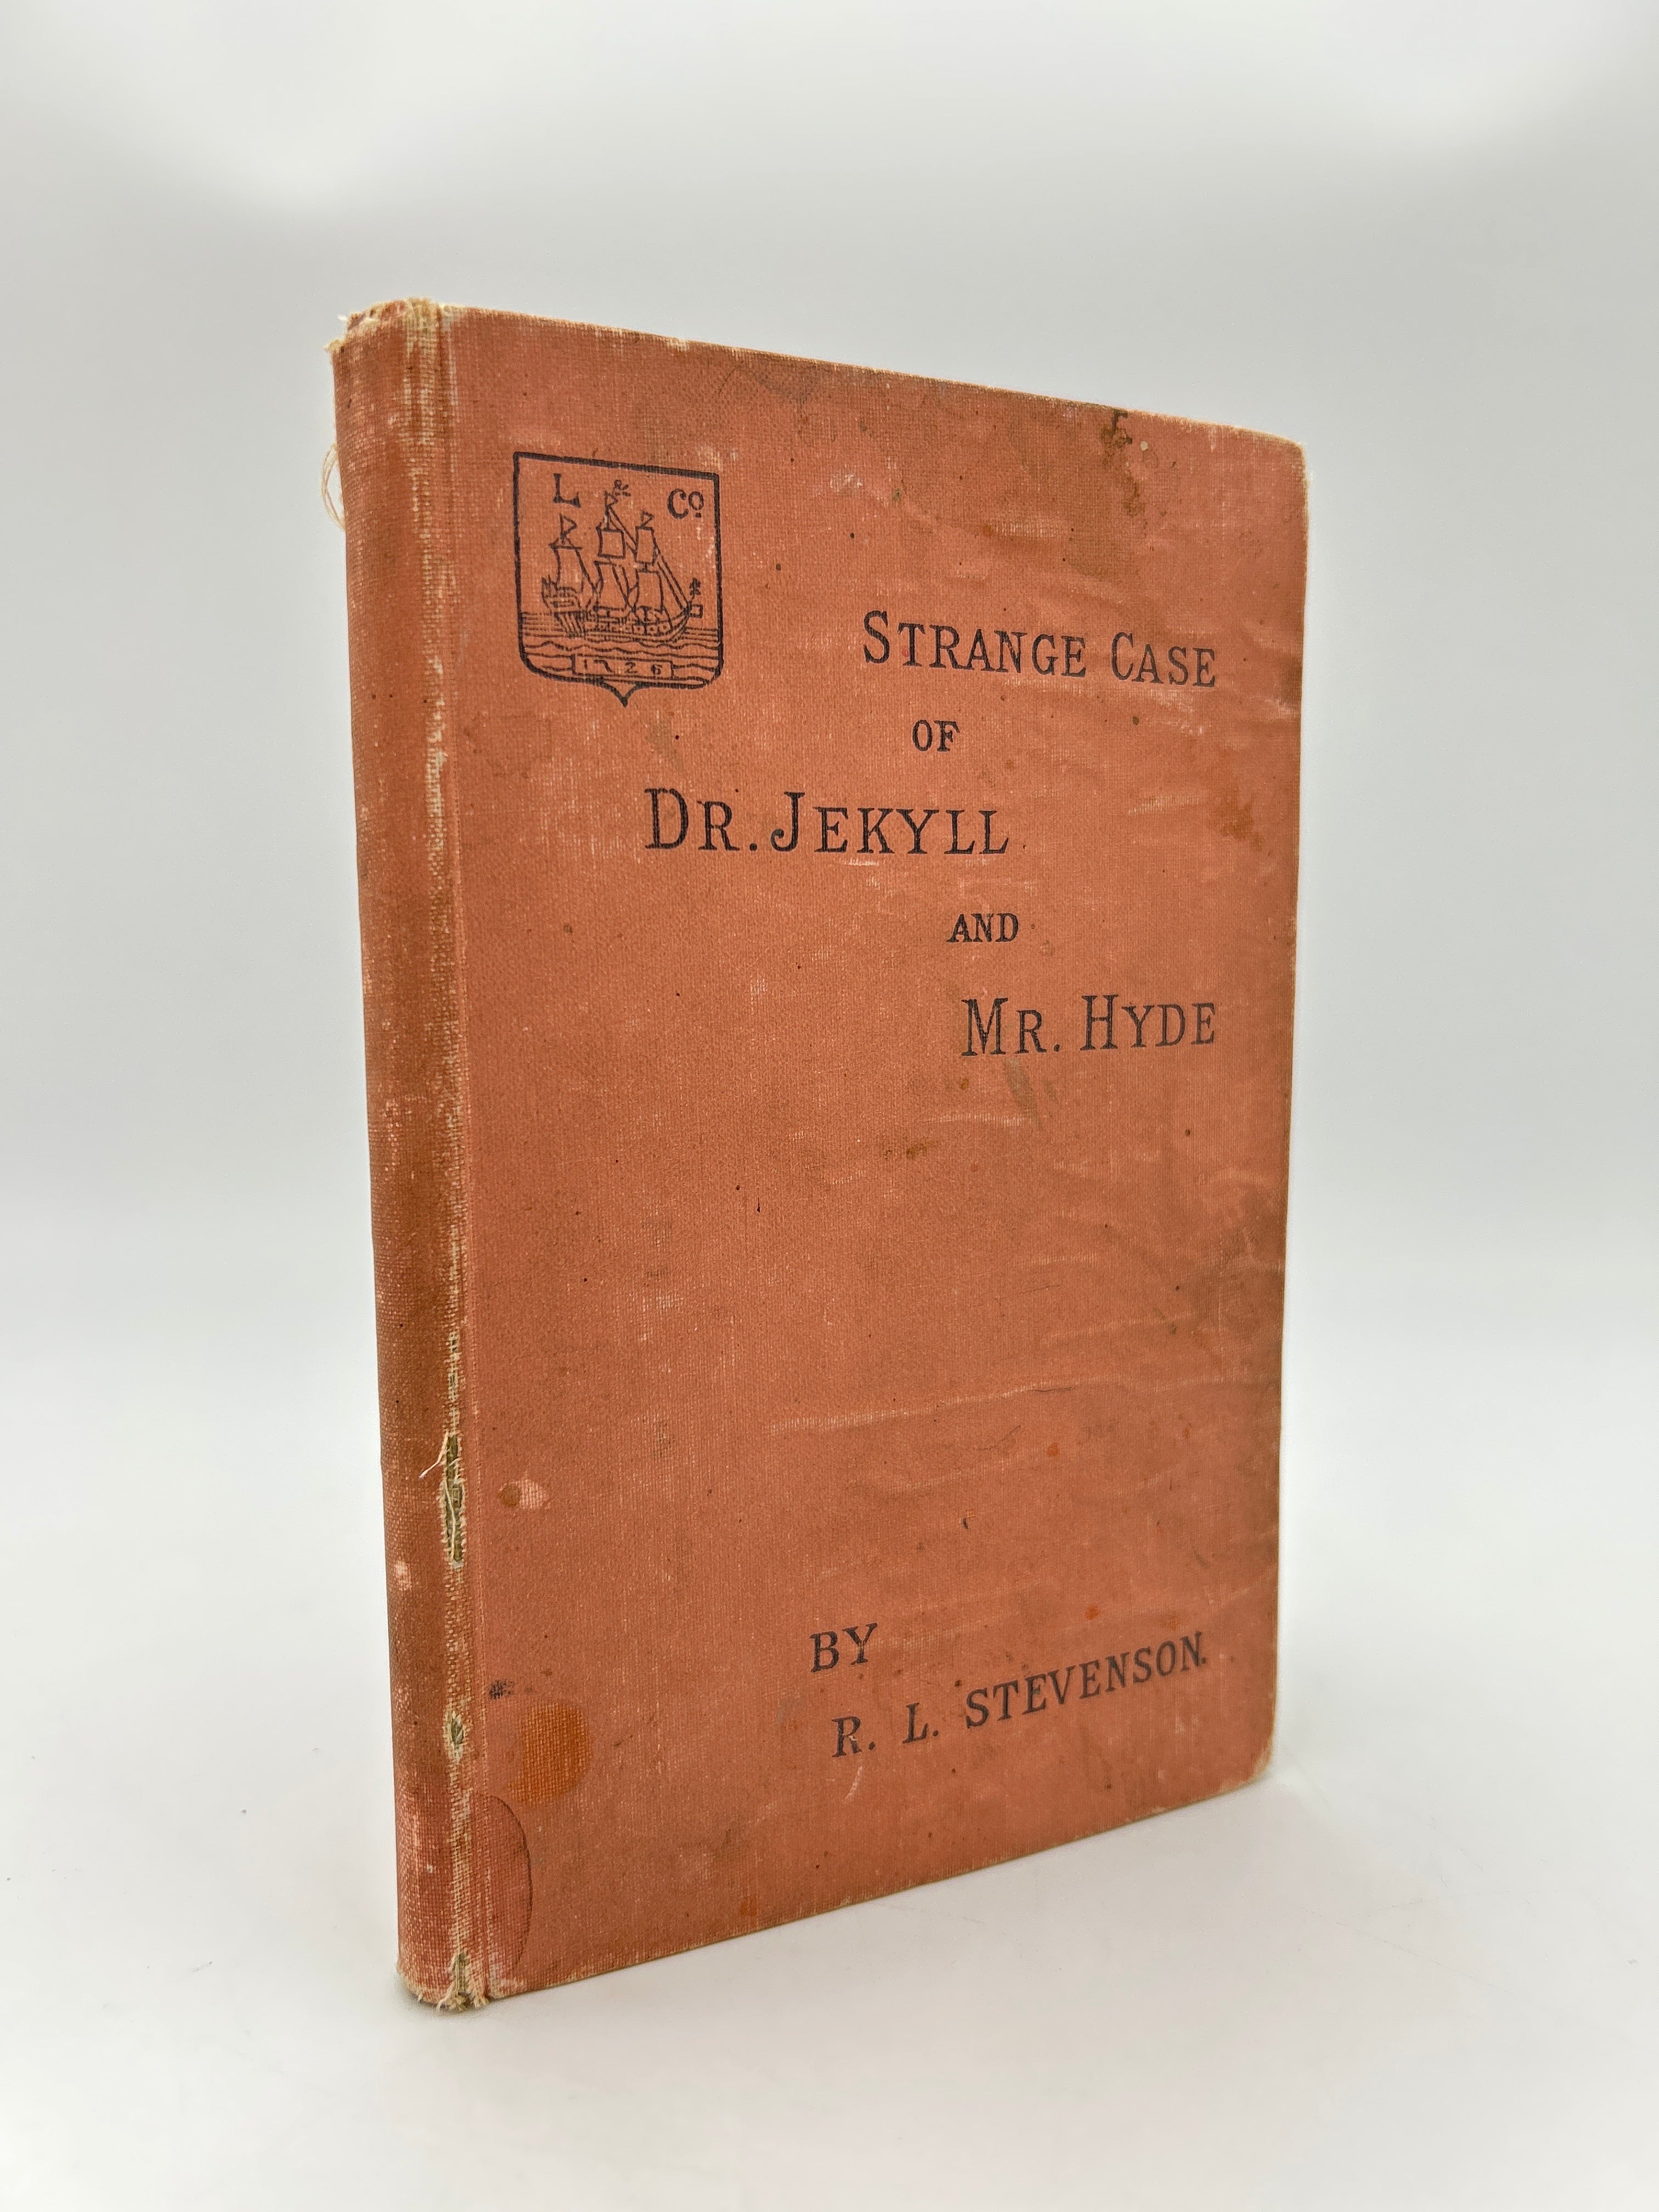 L & Co
1726
STRANGE CASE
OF
DR. JEKYLL
AND
MR. HYDE
BY
R. L. STEVENSON.